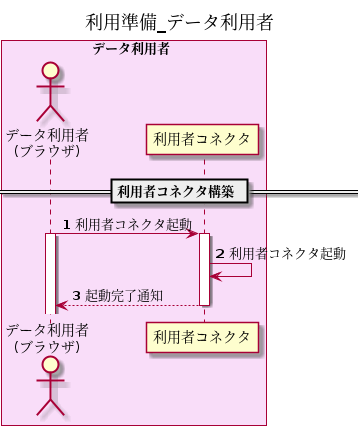 利用準備_データ利用者
データ利用者
データ利用者
（ブラウザ）
利用者コネクタ
利用者コネクタ構築
1 利用者コネクタ起動
2 利用者コネクタ起動
3 起動完了通知
データ利用者
（ブラウザ）
利用者コネクタ